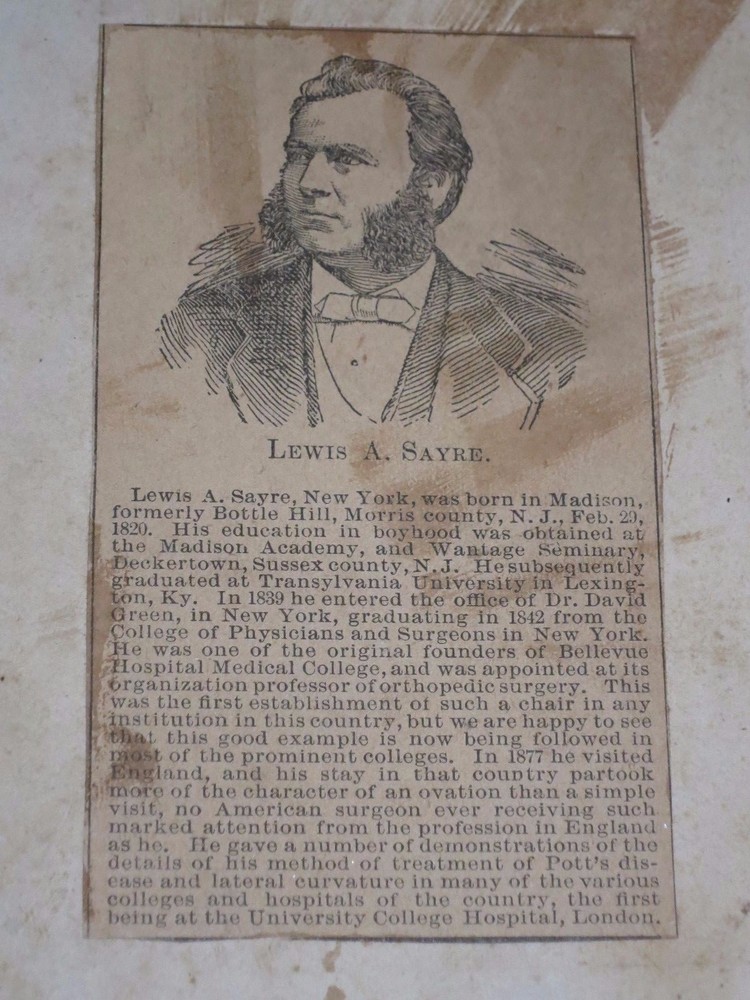 LEWIS A. SAYRE.
Lewis A. Sayre, New York, was born in Madison,
formerly Bottle Hill, Morris county, N. J., Feb. 29,
1820. His education in boyhood was obtained at
the Madison Academy, and Wantage Seminary,
Deckertown, Sussex county, N. J. He subsequently
graduated at Transylvania University in Lexing-
ton, Ky. In 1839 he entered the office of Dr. David
Green, in New York, graduating in 1842 from the
College of Physicians and Surgeons in New York.
He was one of the original founders of Bellevue
Hospital Medical College, and was appointed at its
organization professor of orthopedic surgery. This
was the first establishment of such a chair in any
institution in this country, but we are happy to see
that this good example is now being followed in
most of the prominent colleges. In 1877 he visited
England, and his stay in that country partook
more of the character of an ovation than a simple
visit, no American surgeon ever receiving such
marked attention from the profession in England
as he. He gave a number of demonstrations of the
details of his method of treatment of Pott's dis-
ease and lateral curvature in many of the various
colleges and hospitals of the country, the first
being at the University College Hospital, London.